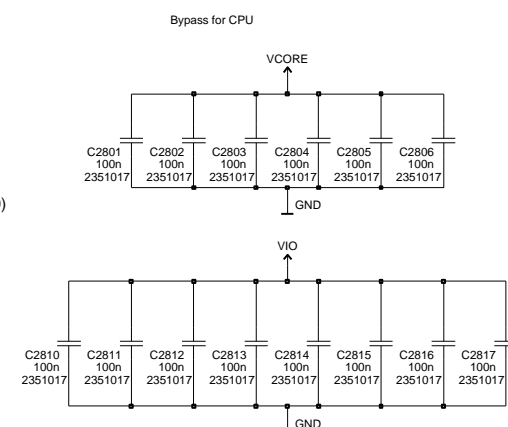 Bypass for CPU
VCORE
C2801 C2802 C2803 C2804 C2805 C2806
100n 100n 100n 100n 100n 100n
2351017 2351017 2351017 2351017 2351017 2351017
)
GND
VIO
C2810 C2811 C2812 C2813 C2814 C2815 C2816 C2817
100n 100n 100n 100n 100n 100n 100n 100n
2351017 2351017 2351017 2351017 2351017 2351017 2351017 2351017
GND